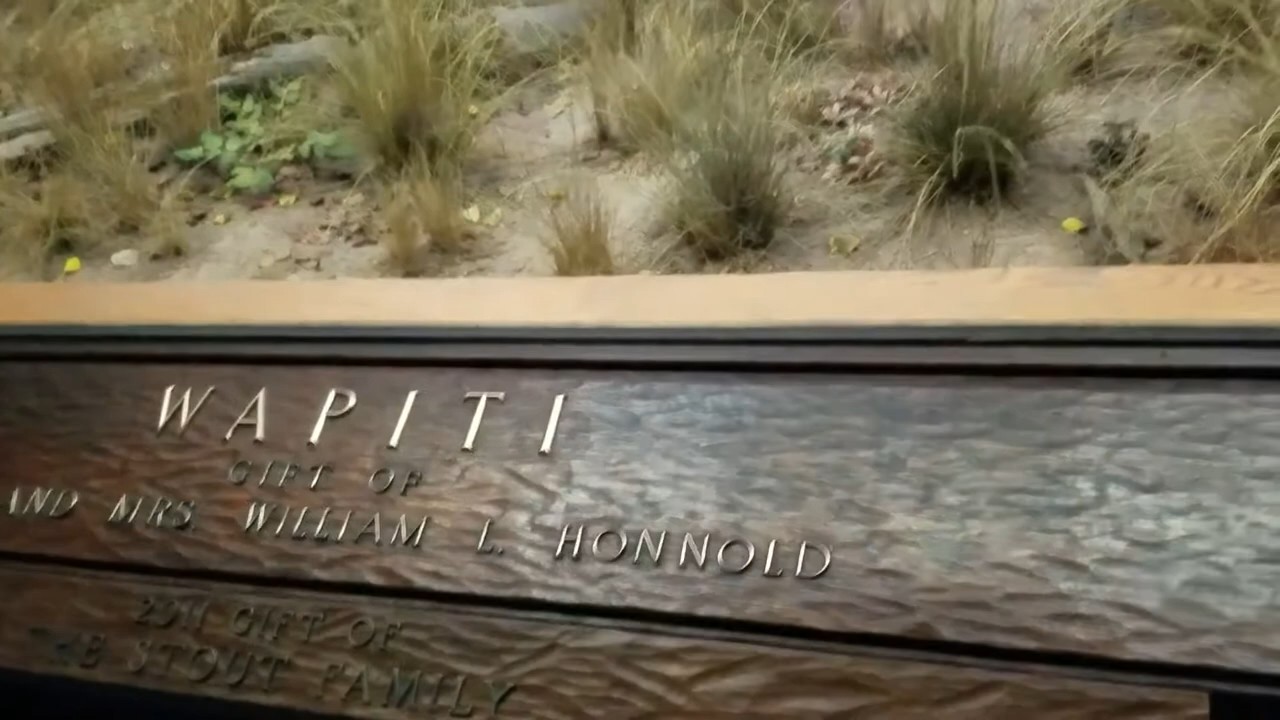 WAPITI
GIFT OF
AND MRS. WILLIAM L. HONNOLD
2011 GIFT OF
THE STOUT FAMILY